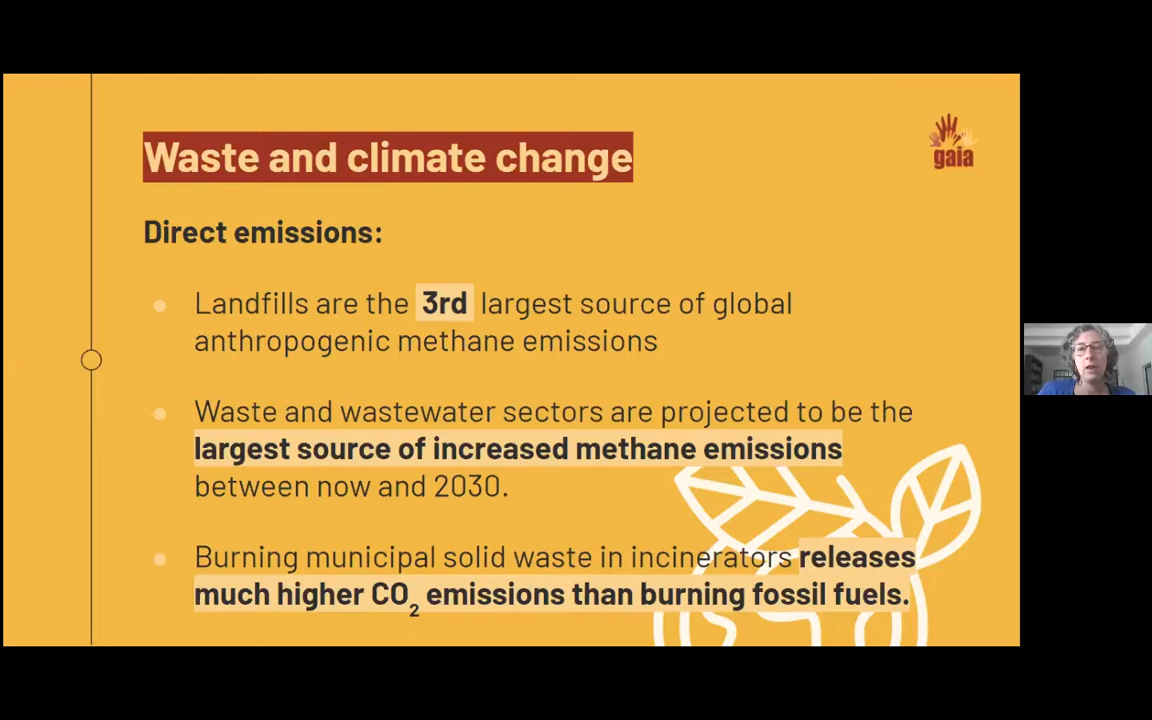 Waste and climate change
gaia
Direct emissions:
Landfills are the 3rd largest source of global
anthropogenic methane emissions
Waste and wastewater sectors are projected to be the
largest source of increased methane emissions
between now and 2030.
Burning municipal solid waste in incinerators releases
much higher CO₂ emissions than burning fossil fuels.